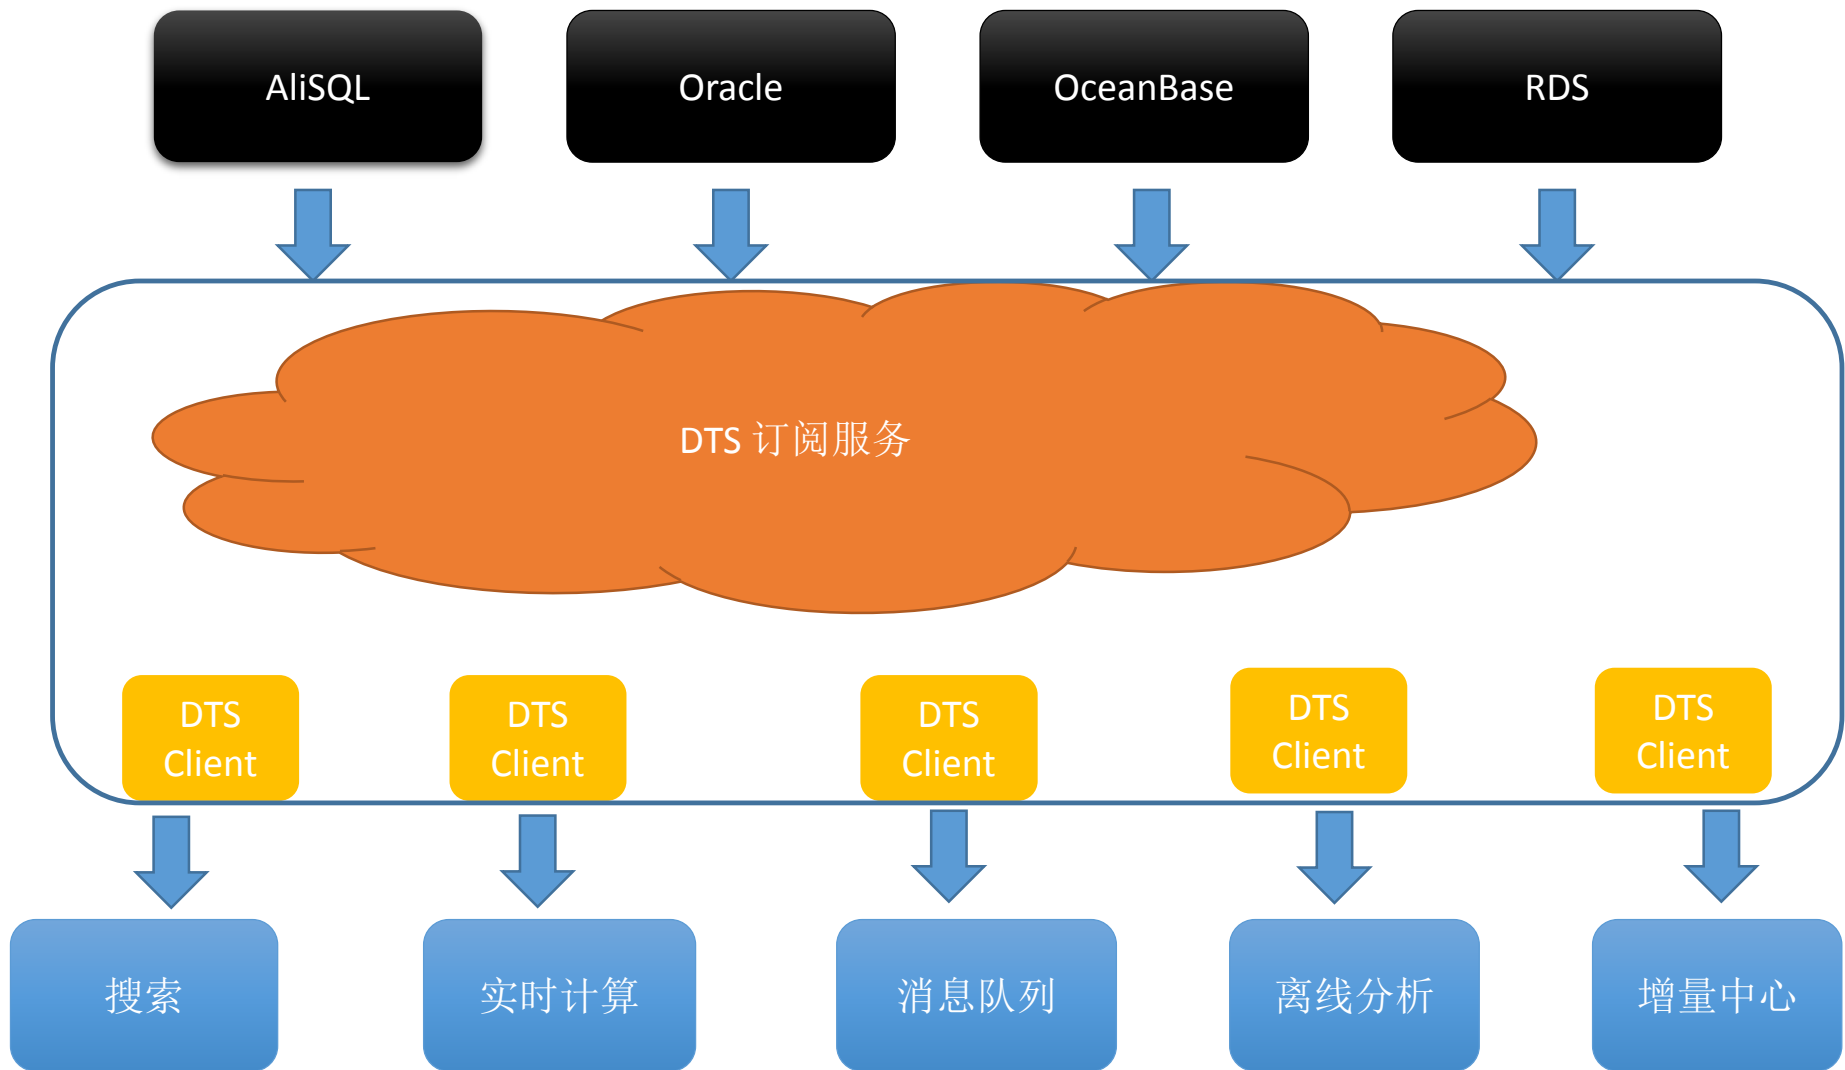 AliSQL
Oracle
OceanBase
RDS
DTS 订阅服务
DTS
Client
DTS
Client
DTS
Client
DTS
Client
DTS
Client
搜索
实时计算
消息队列
离线分析
增量中心